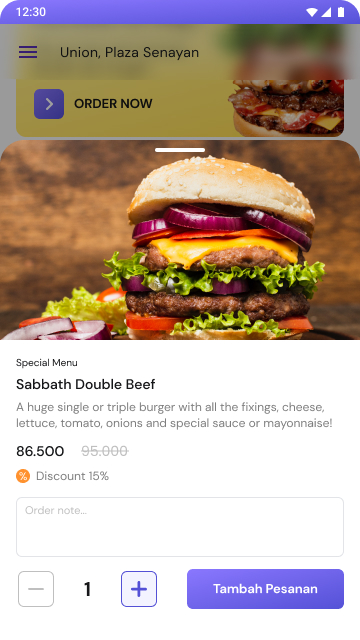 12:30
Union, Plaza Senayan
ORDER NOW
Special Menu
Sabbath Double Beef
A huge single or triple burger with all the fixings, cheese,
lettuce, tomato, onions and special sauce or mayonnaise!
86.500 95.000
% Discount 15%
Order note...
1
Tambah Pesanan